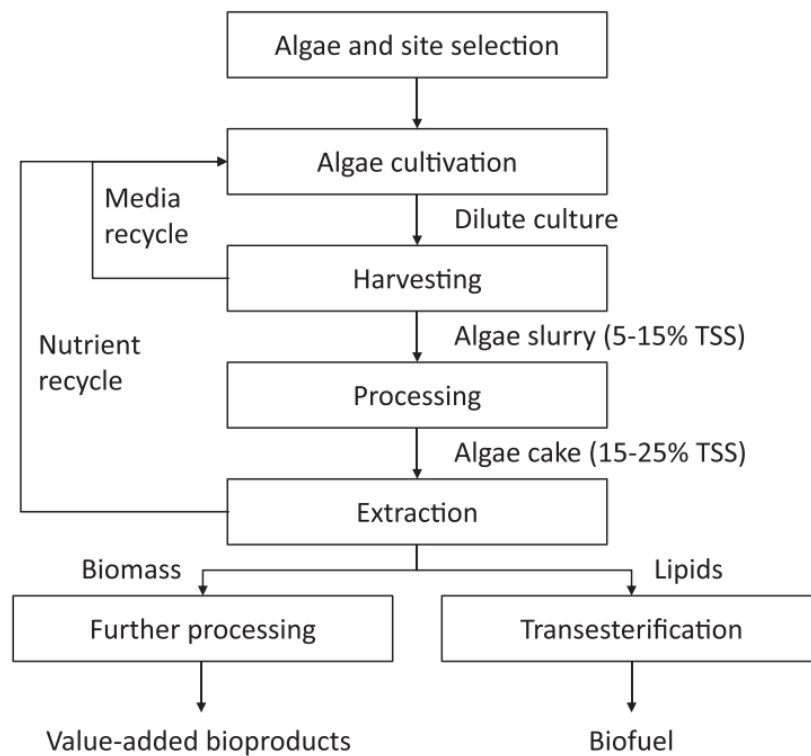 Algae and site selection
Algae cultivation
Media
recycle
Dilute culture
Harvesting
Algae slurry (5-15% TSS)
Nutrient
recycle
Processing
Algae cake (15-25% TSS)
Extraction
Biomass
Lipids
Further processing
Transesterification
Value-added bioproducts
Biofuel